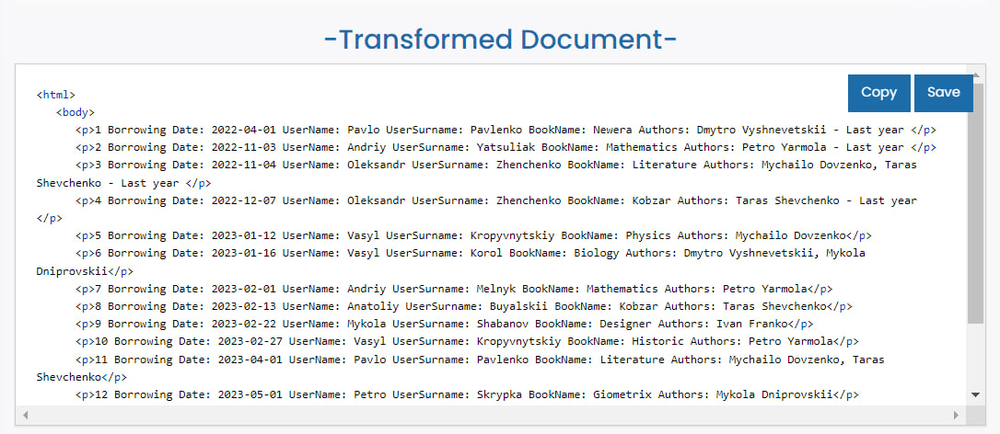 -Transformed Document-
Copy
Save
<html>
<body>
<p>1 Borrowing Date: 2022-04-01 UserName: Pavlo UserSurname: Pavlenko BookName: Newera Authors: Dmytro Vyshnevetskii - Last year </p>
<p>2 Borrowing Date: 2022-11-03 UserName: Andriy UserSurname: Yatsuliak BookName: Mathematics Authors: Petro Yarmola - Last year </p>
<p>3 Borrowing Date: 2022-11-04 UserName: Oleksandr UserSurname: Zhenchenko BookName: Literature Authors: Mychailo Dovzenko, Taras
Shevchenko - Last year </p>
<p>4 Borrowing Date: 2022-12-07 UserName: Oleksandr UserSurname: Zhenchenko BookName: Kobzar Authors: Taras Shevchenko - Last year
</p>
<p>5 Borrowing Date: 2023-01-12 UserName: Vasyl UserSurname: Kropyvnytskiy BookName: Physics Authors: Mychailo Dovzenko</p>
<p>6 Borrowing Date: 2023-01-16 UserName: Vasyl UserSurname: Korol BookName: Biology Authors: Dmytro Vyshnevetskii, Mykola
Dniprovskii</p>
<p>7 Borrowing Date: 2023-02-01 UserName: Andriy UserSurname: Melnyk BookName: Mathematics Authors: Petro Yarmola</p>
<p>8 Borrowing Date: 2023-02-13 UserName: Anatoliy UserSurname: Buyalskii BookName: Kobzar Authors: Taras Shevchenko</p>
<p>9 Borrowing Date: 2023-02-22 UserName: Mykola UserSurname: Shabanov BookName: Designer Authors: Ivan Franko</p>
<p>10 Borrowing Date: 2023-02-27 UserName: Vasyl UserSurname: Kropyvnytskiy BookName: Historic Authors: Petro Yarmola</p>
<p>11 Borrowing Date: 2023-04-01 UserName: Pavlo UserSurname: Pavlenko BookName: Literature Authors: Mychailo Dovzenko, Taras
Shevchenko</p>
<p>12 Borrowing Date: 2023-05-01 UserName: Petro UserSurname: Skrypka BookName: Giometrix Authors: Mykola Dniprovskii</p>